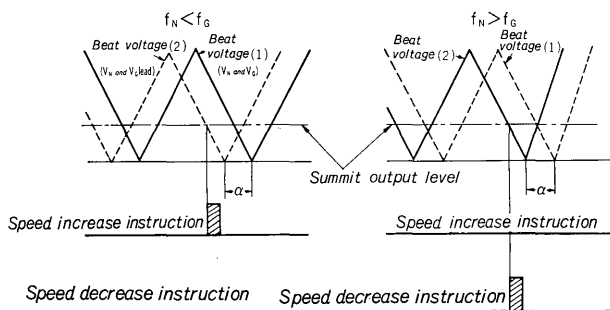 f_N < f_G
Beat voltage(2)
(V_N and V_G lead)
Beat voltage(1)
(V_N and V_G)
α
f_N > f_G
Beat voltage(2)
Beat voltage(1)
α
Summit output level
Speed increase instruction
Speed increase instruction
Speed decrease instruction
Speed decrease instruction